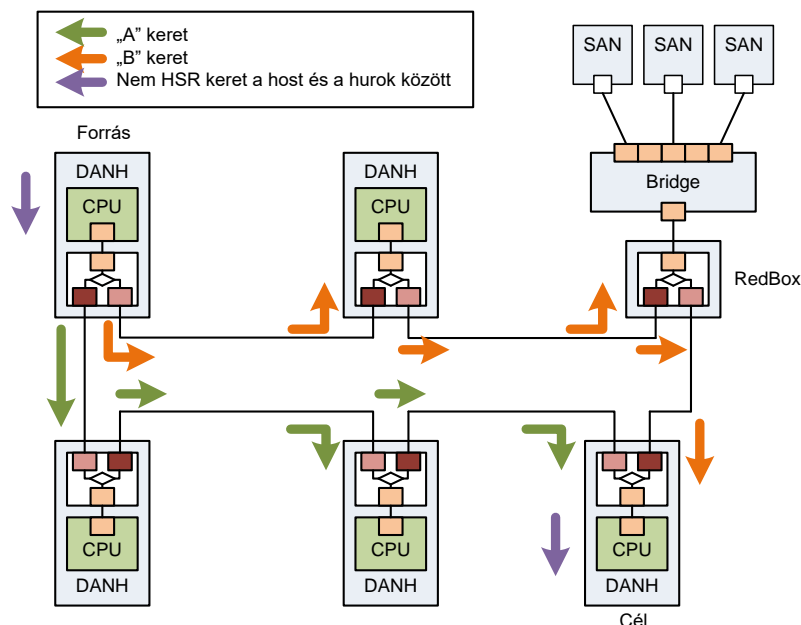 „A” keret
„B” keret
Nem HSR keret a host és a hurok között
SAN
SAN
SAN
Forrás
DANH
CPU
DANH
CPU
Bridge
RedBox
CPU
DANH
CPU
DANH
CPU
DANH
Cél